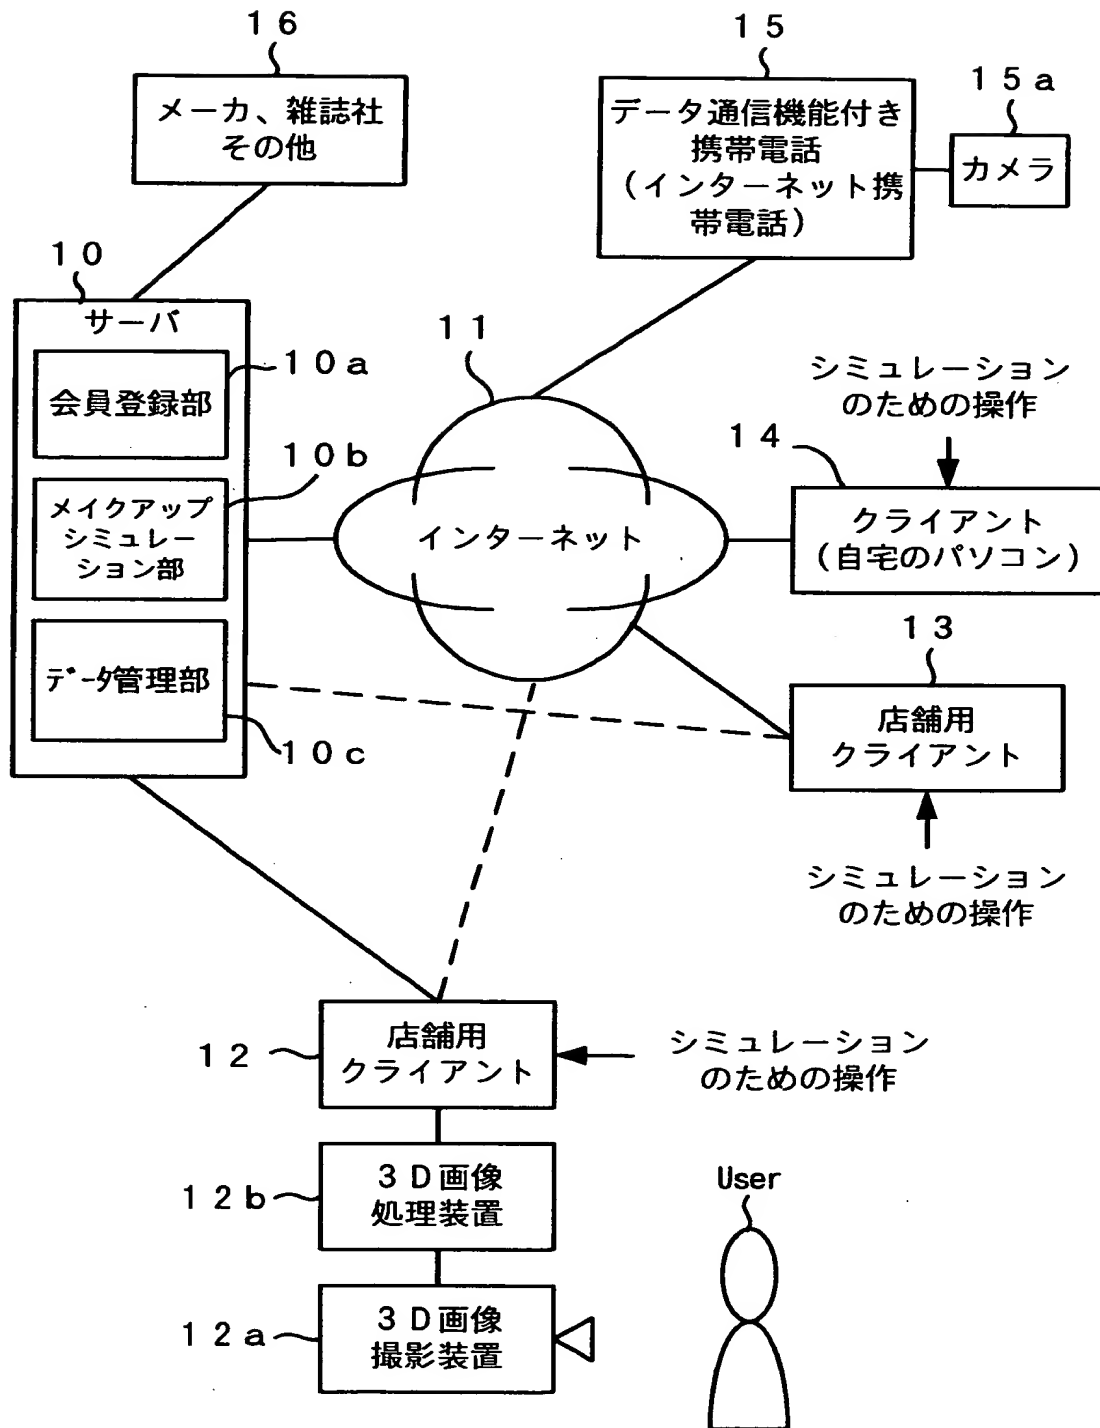 １６
メーカ、雑誌社
その他
１５
データ通信機能付き
携帯電話
（インターネット携
帯電話）
１５ａ
カメラ
１０
サーバ
１０ａ
会員登録部
１０ｂ
メイクアップ
シミュレー
ション部
データ管理部
１０ｃ
１１
インターネット
シミュレーション
のための操作
１４
クライアント
（自宅のパソコン）
１３
店舗用
クライアント
シミュレーション
のための操作
１２
店舗用
クライアント
シミュレーション
のための操作
１２ｂ
３Ｄ画像
処理装置
１２ａ
３Ｄ画像
撮影装置
User